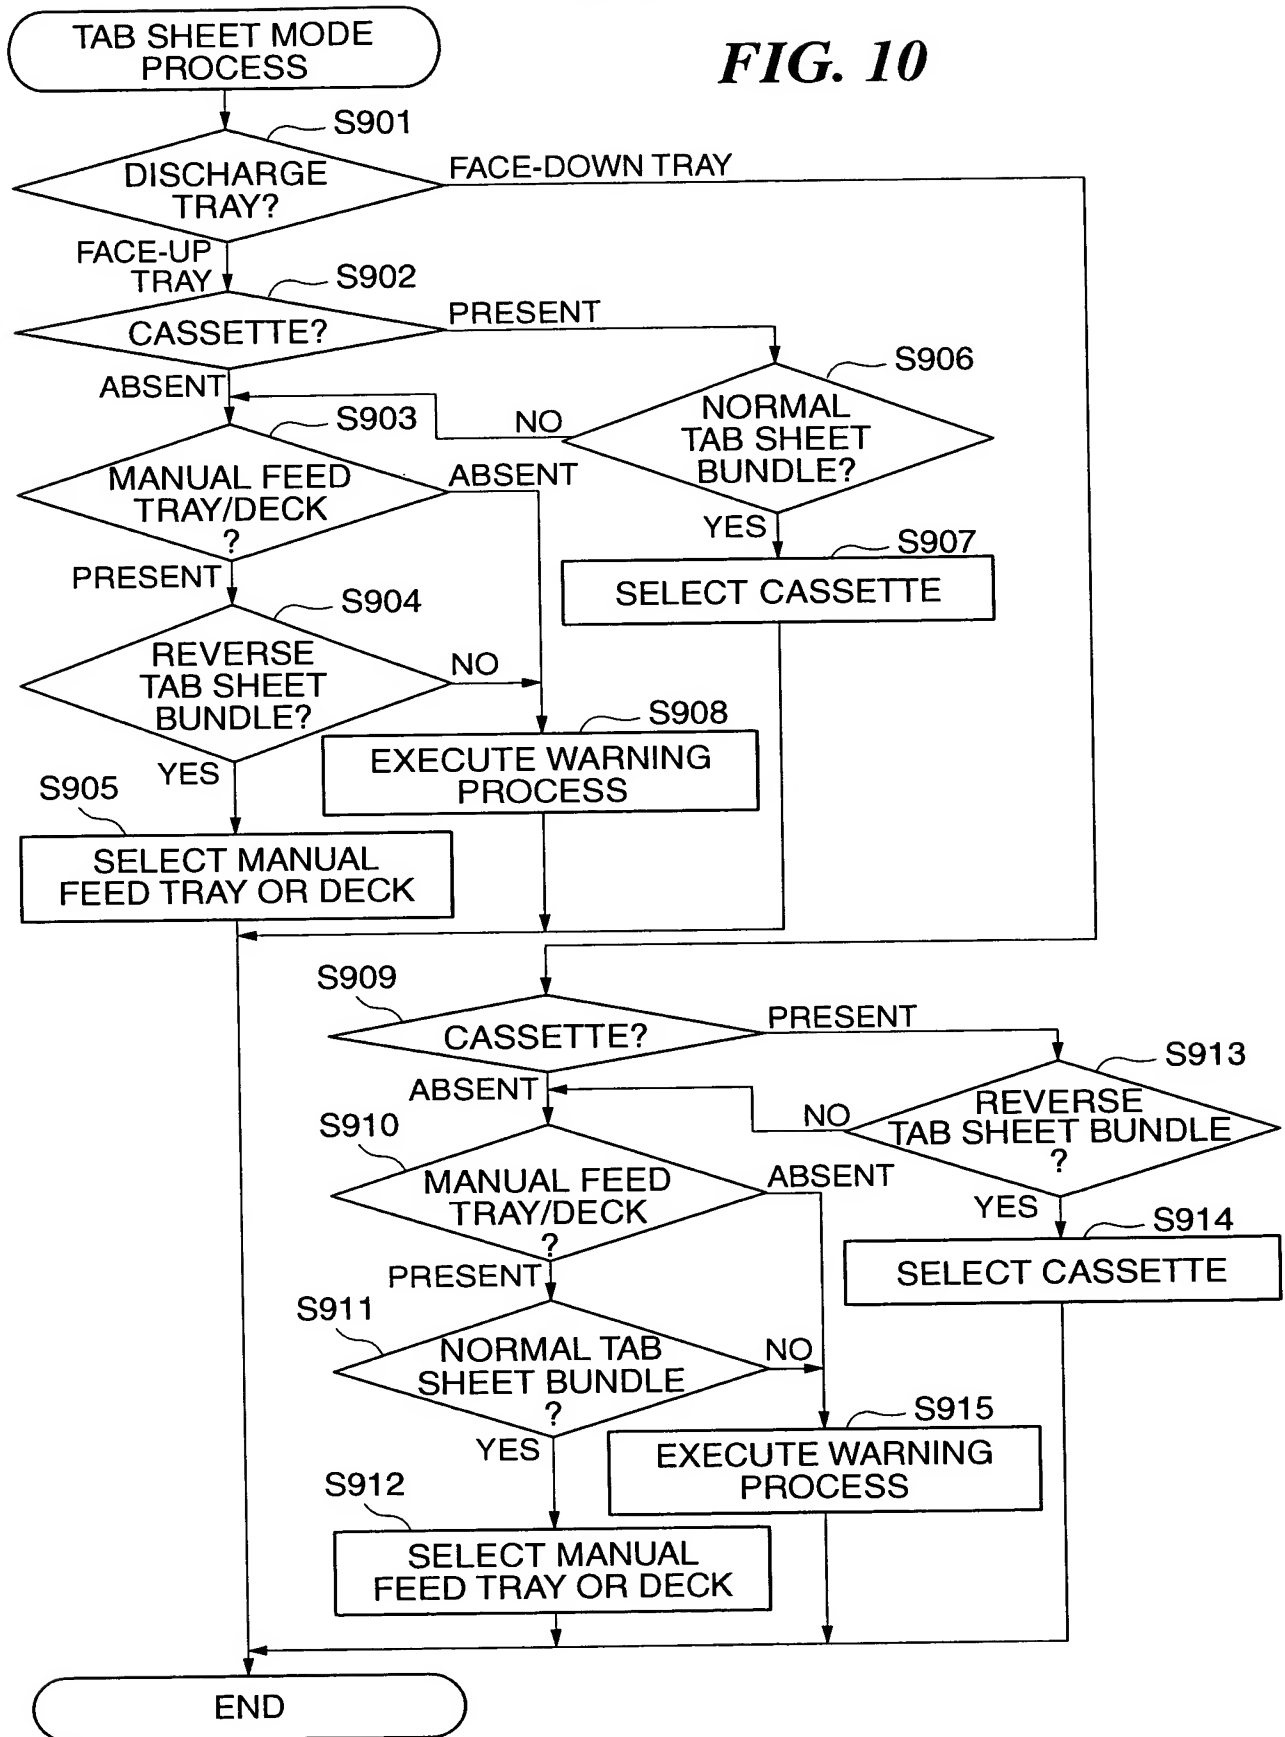 FIG. 10
TAB SHEET MODE
PROCESS
S901
DISCHARGE
TRAY?
FACE-DOWN TRAY
FACE-UP
TRAY
S902
CASSETTE?
PRESENT
ABSENT
S906
NORMAL
TAB SHEET
BUNDLE?
NO
YES
S907
SELECT CASSETTE
S903
MANUAL FEED
TRAY/DECK
?
ABSENT
PRESENT
S904
REVERSE
TAB SHEET
BUNDLE?
NO
YES
S908
EXECUTE WARNING
PROCESS
S905
SELECT MANUAL
FEED TRAY OR DECK
S909
CASSETTE?
PRESENT
ABSENT
S913
REVERSE
TAB SHEET BUNDLE
?
NO
YES
S914
SELECT CASSETTE
S910
MANUAL FEED
TRAY/DECK
?
ABSENT
PRESENT
S911
NORMAL TAB
SHEET BUNDLE
?
NO
YES
S915
EXECUTE WARNING
PROCESS
S912
SELECT MANUAL
FEED TRAY OR DECK
END